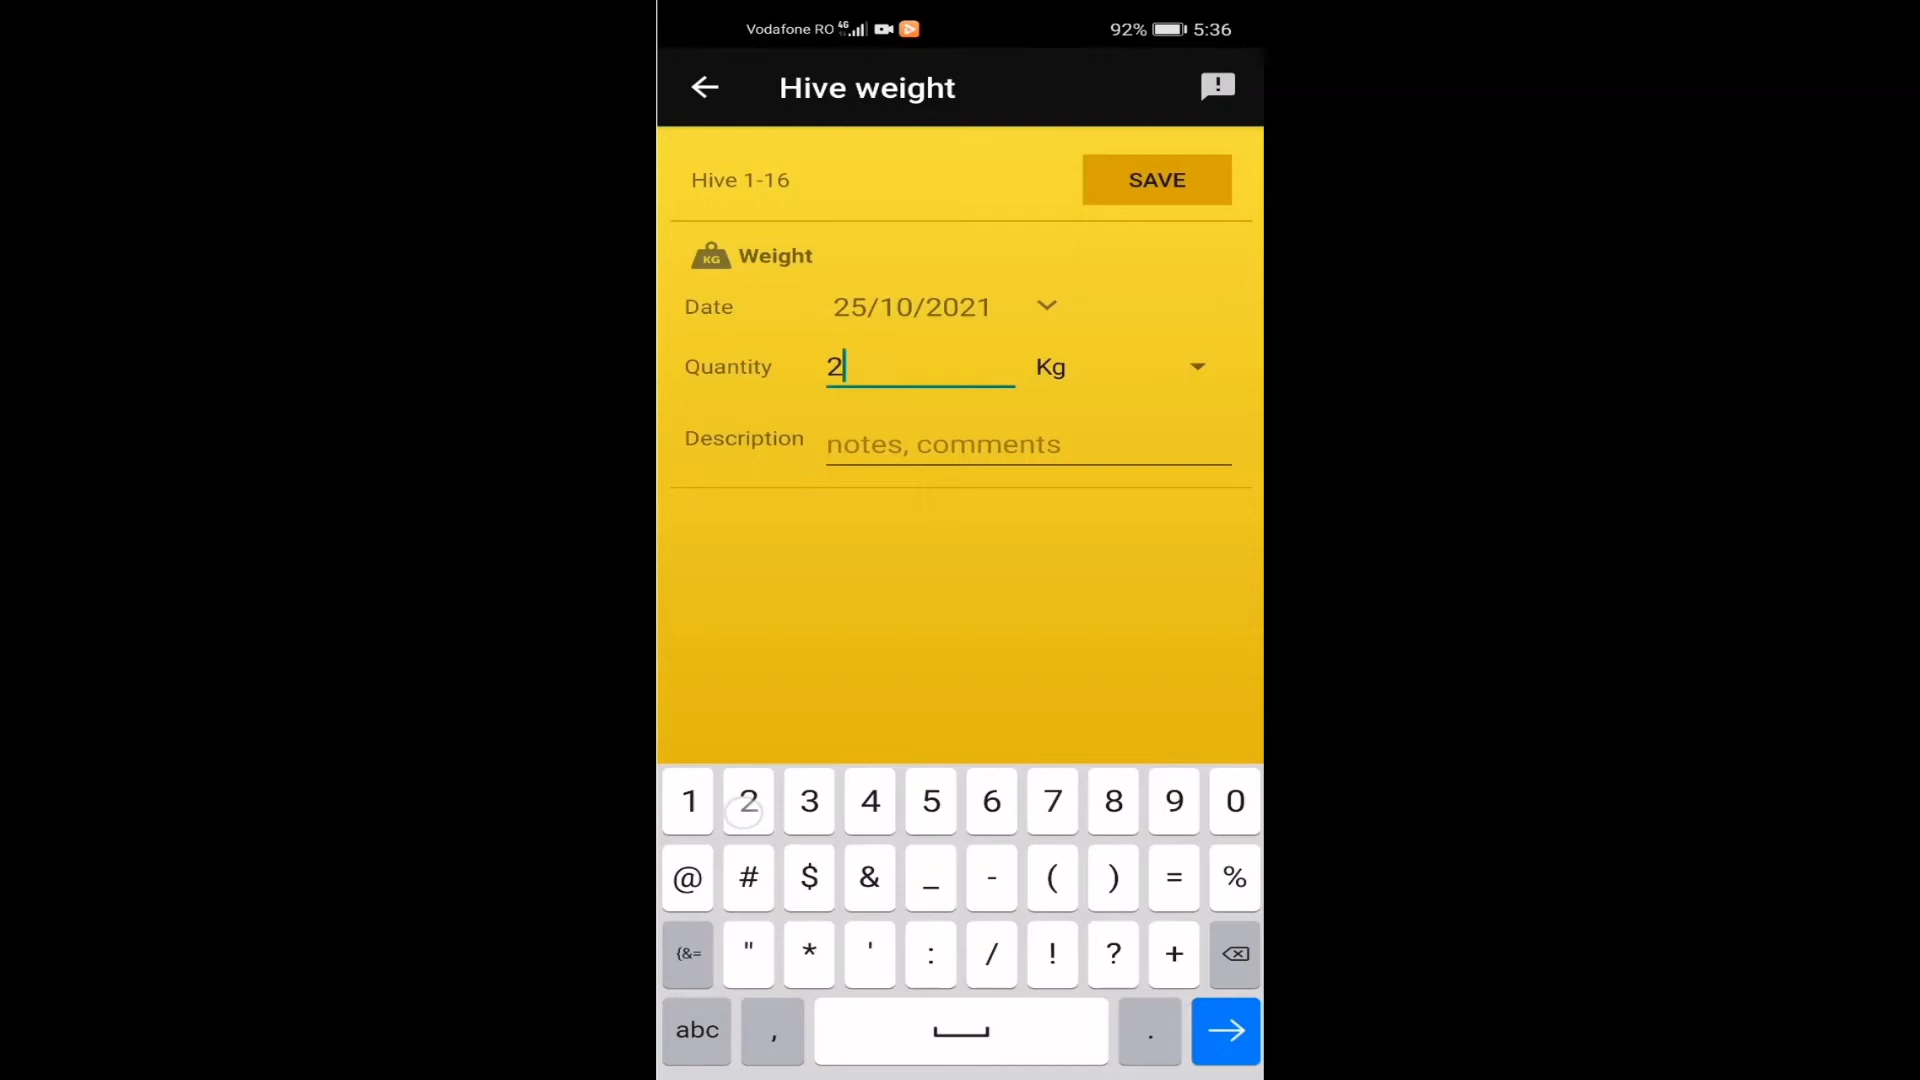 Vodafone RO 4G 92% 5:36
Hive weight
Hive 1-16 SAVE
KG Weight
Date 25/10/2021
Quantity 2 Kg
Description notes, comments
1 2 3 4 5 6 7 8 9 0
@ # $ & _ - ( ) = %
{&= " * ' : / ! ? +
abc , .